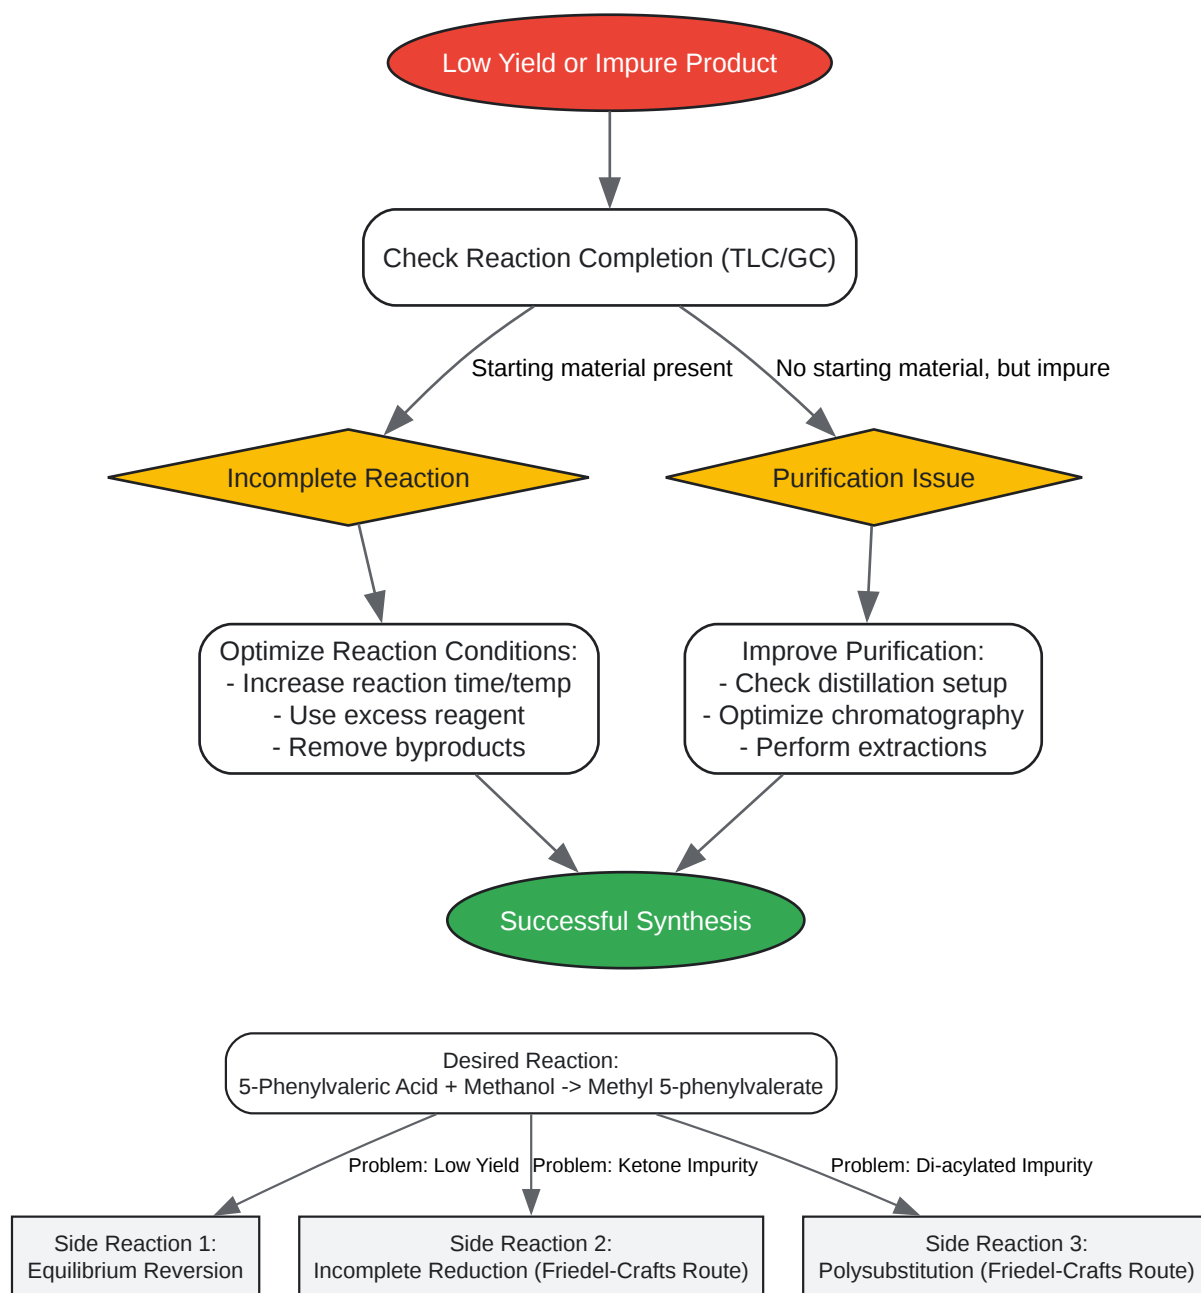 Low Yield or Impure Product
Check Reaction Completion (TLC/GC)
Starting material present
No starting material, but impure
Incomplete Reaction
Purification Issue
Optimize Reaction Conditions:
- Increase reaction time/temp
- Use excess reagent
- Remove byproducts
Improve Purification:
- Check distillation setup
- Optimize chromatography
- Perform extractions
Successful Synthesis
Desired Reaction:
5-Phenylvaleric Acid + Methanol -> Methyl 5-phenylvalerate
Problem: Low Yield
Problem: Ketone Impurity
Problem: Di-acylated Impurity
Side Reaction 1:
Equilibrium Reversion
Side Reaction 2:
Incomplete Reduction (Friedel-Crafts Route)
Side Reaction 3:
Polysubstitution (Friedel-Crafts Route)